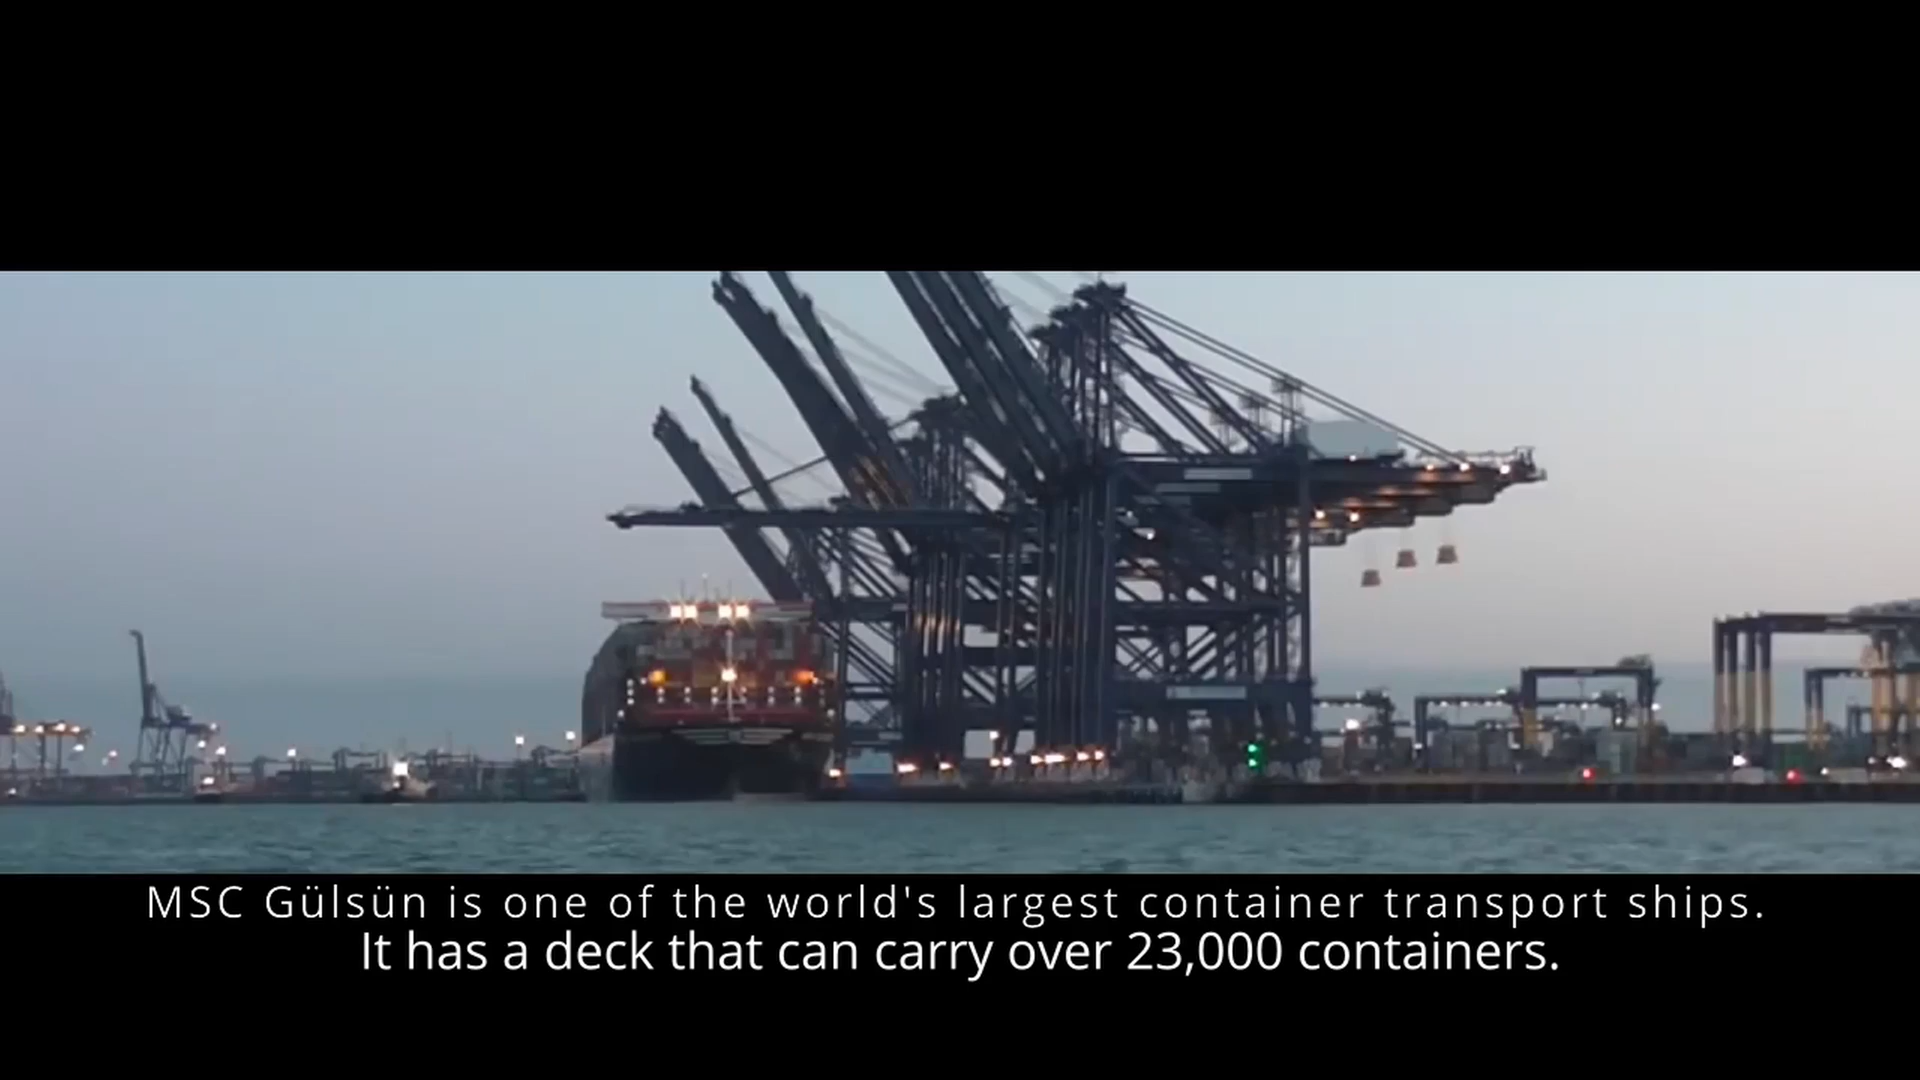 MSC Gülsün is one of the world's largest container transport ships.
It has a deck that can carry over 23,000 containers.